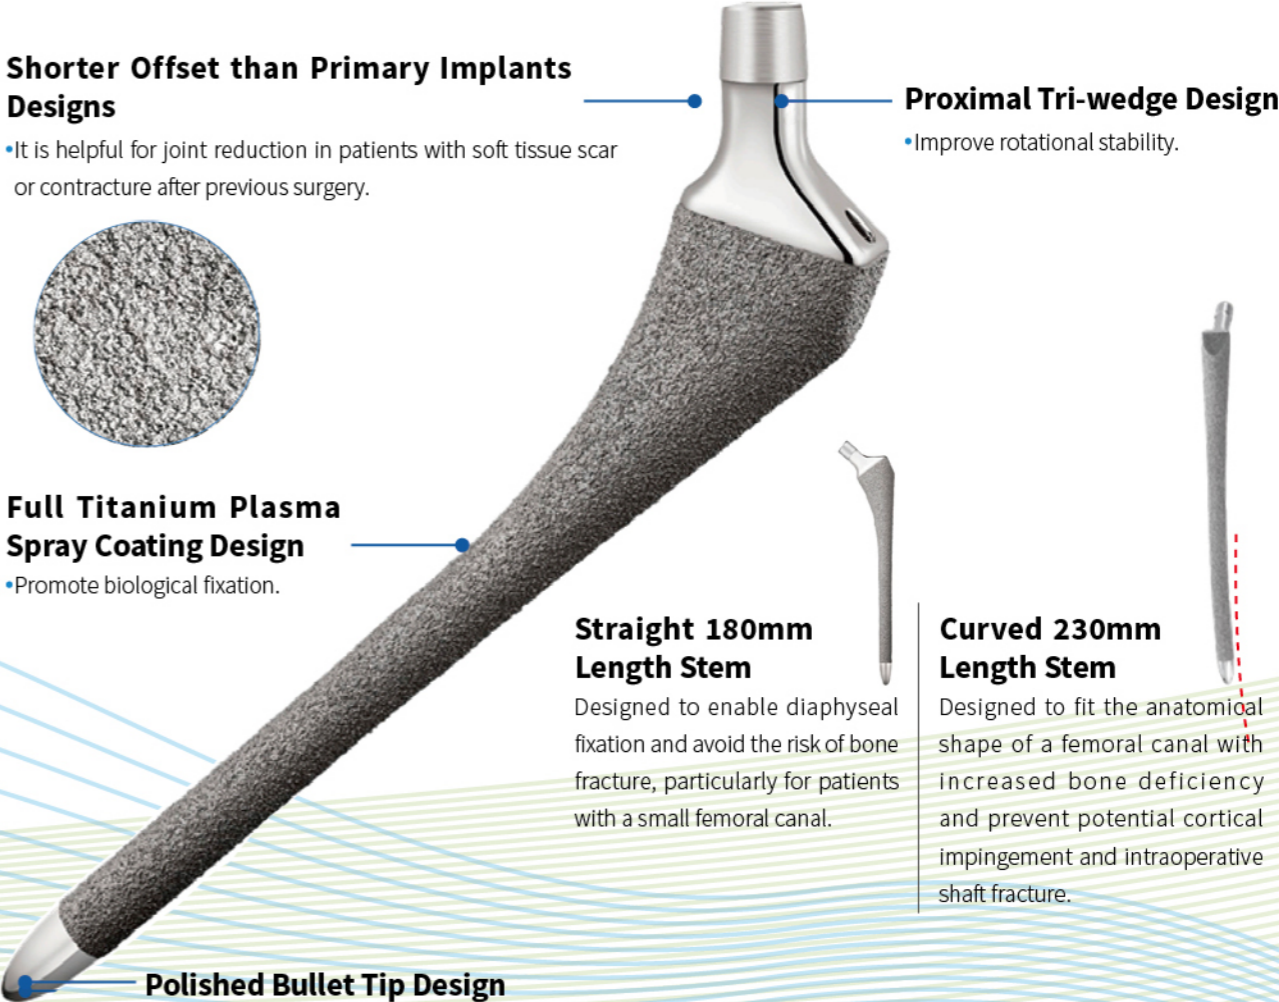 Shorter Offset than Primary Implants
Designs
•It is helpful for joint reduction in patients with soft tissue scar
or contracture after previous surgery.
Proximal Tri-wedge Design
•Improve rotational stability.
Full Titanium Plasma
Spray Coating Design
•Promote biological fixation.
Straight 180mm
Length Stem
Designed to enable diaphyseal
fixation and avoid the risk of bone
fracture, particularly for patients
with a small femoral canal.
Curved 230mm
Length Stem
Designed to fit the anatomical
shape of a femoral canal with
increased bone deficiency
and prevent potential cortical
impingement and intraoperative
shaft fracture.
Polished Bullet Tip Design